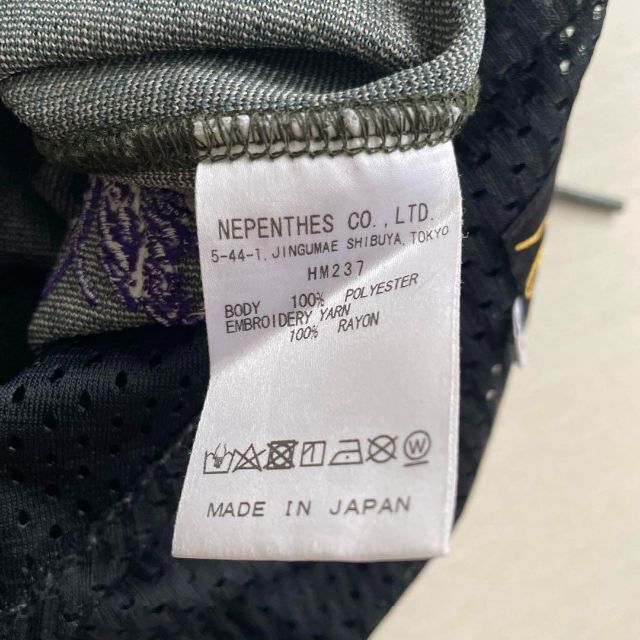 NEPENTHES CO., LTD.
5-44-1, JINGUMAE SHIBUYA, TOKYO
HM237
BODY 100% POLYESTER
EMBROIDERY YARN
100% RAYON
W
MADE IN JAPAN